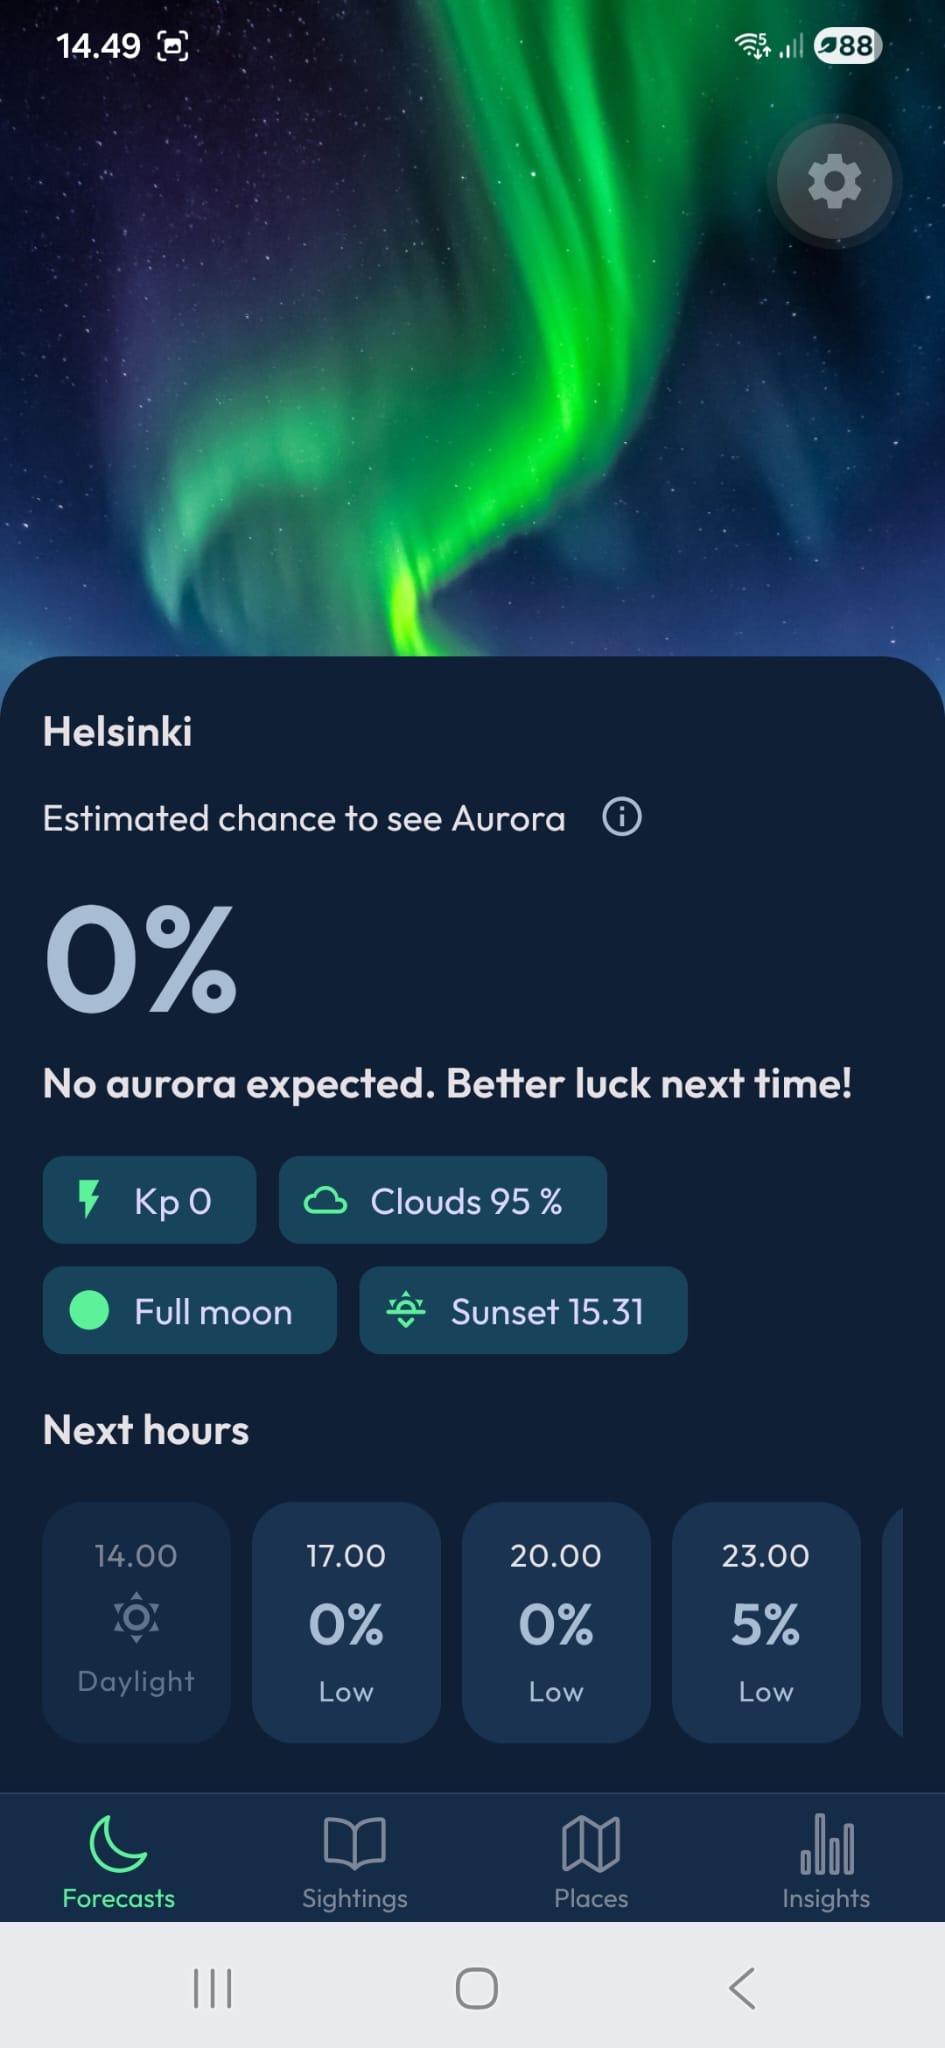 14.49
5
88
Helsinki
Estimated chance to see Aurora
0%
No aurora expected. Better luck next time!
Kp 0
Clouds 95 %
Full moon
Sunset 15.31
Next hours
14.00
Daylight
17.00
0%
Low
20.00
0%
Low
23.00
5%
Low
Forecasts
Sightings
Places
Insights